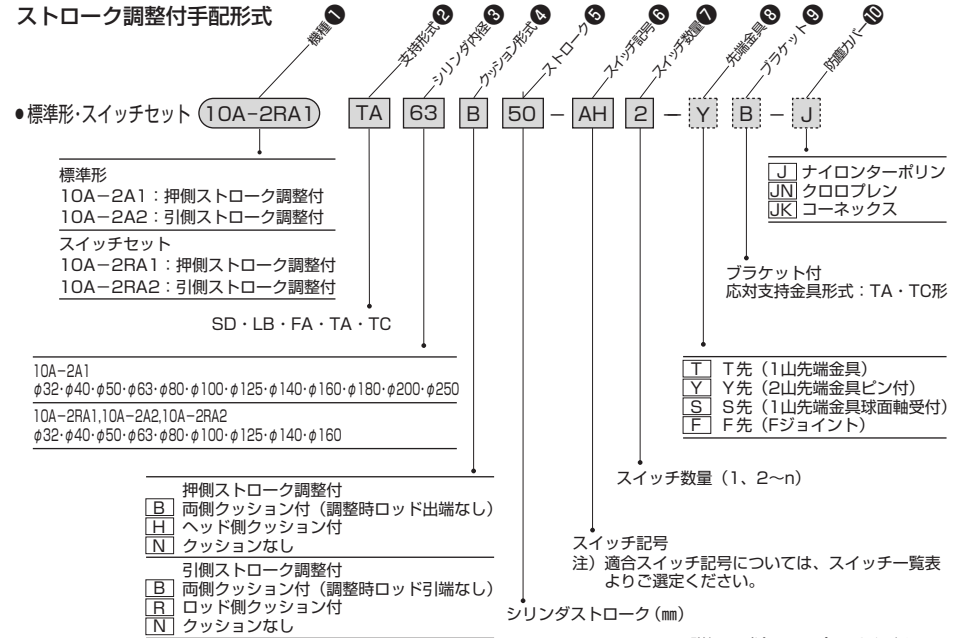 ストローク調整付手配形式
機種❶
支持形式❷
シリンダ内径❸
クッション形式❹
ストローク❺
スイッチ記号❻
スイッチ数量❼
先端金具❽
ブラケット❾
防塵カバー❿
●標準形・スイッチセット 10A-2RA1 TA 63 B 50 - AH 2 - Y B - J
標準形
10A-2A1：押側ストローク調整付
10A-2A2：引側ストローク調整付
スイッチセット
10A-2RA1：押側ストローク調整付
10A-2RA2：引側ストローク調整付
J ナイロンターポリン
JN クロロプレン
JK コーネックス
ブラケット付
応対支持金具形式：TA・TC形
SD・LB・FA・TA・TC
10A-2A1
φ32・φ40・φ50・φ63・φ80・φ100・φ125・φ140・φ160・φ180・φ200・φ250
10A-2RA1,10A-2A2,10A-2RA2
φ32・φ40・φ50・φ63・φ80・φ100・φ125・φ140・φ160
T T先（1山先端金具）
Y Y先（2山先端金具ピン付）
S S先（1山先端金具球面軸受付）
F F先（Fジョイント）
スイッチ数量（1、2〜n）
押側ストローク調整付
B 両側クッション付（調整時ロッド出端なし）
H ヘッド側クッション付
N クッションなし
引側ストローク調整付
B 両側クッション付（調整時ロッド引端なし）
R ロッド側クッション付
N クッションなし
スイッチ記号
注）適合スイッチ記号については、スイッチ一覧表
よりご選定ください。
シリンダストローク（㎜）